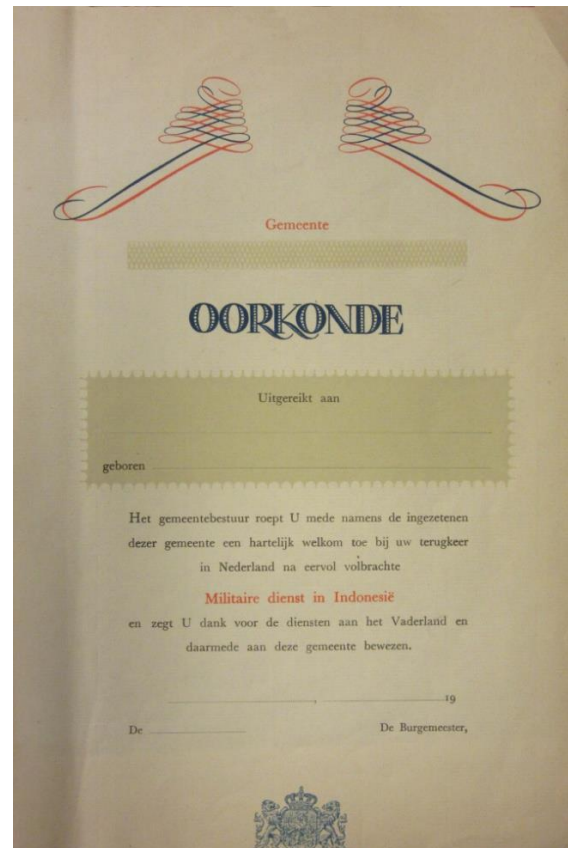 Gemeente
OORKONDE
Uitgereikt aan
geboren
Het gemeentebestuur roept U mede namens de ingezetenen
dezer gemeente een hartelijk welkom toe bij uw terugkeer
in Nederland na eervol volbrachte
Militaire dienst in Indonesië
en zegt U dank voor de diensten aan het Vaderland en
daarmede aan deze gemeente bewezen.
, 19
De De Burgemeester,